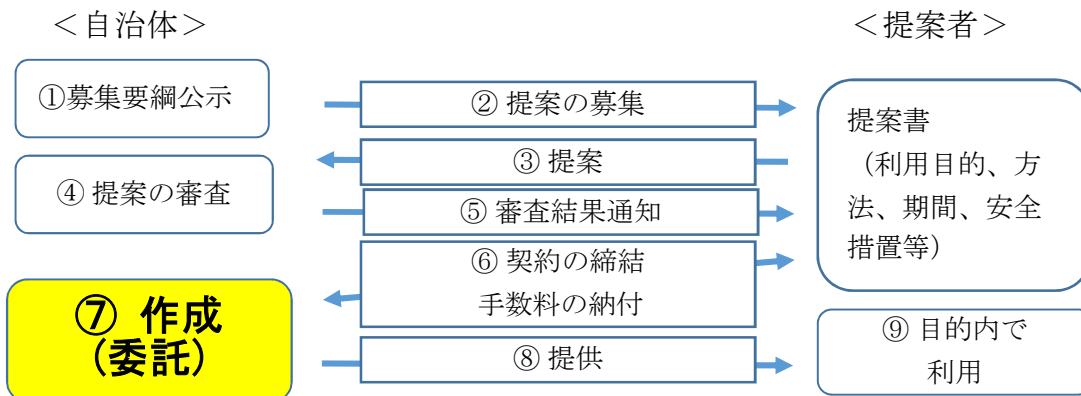 ＜自治体＞
＜提案者＞
①募集要綱公示
② 提案の募集
③ 提案
④ 提案の審査
⑤ 審査結果通知
⑥ 契約の締結
手数料の納付
提案書
（利用目的、方
法、期間、安全
措置等）
⑦ 作成
（委託）
⑧ 提供
⑨ 目的内で
利用